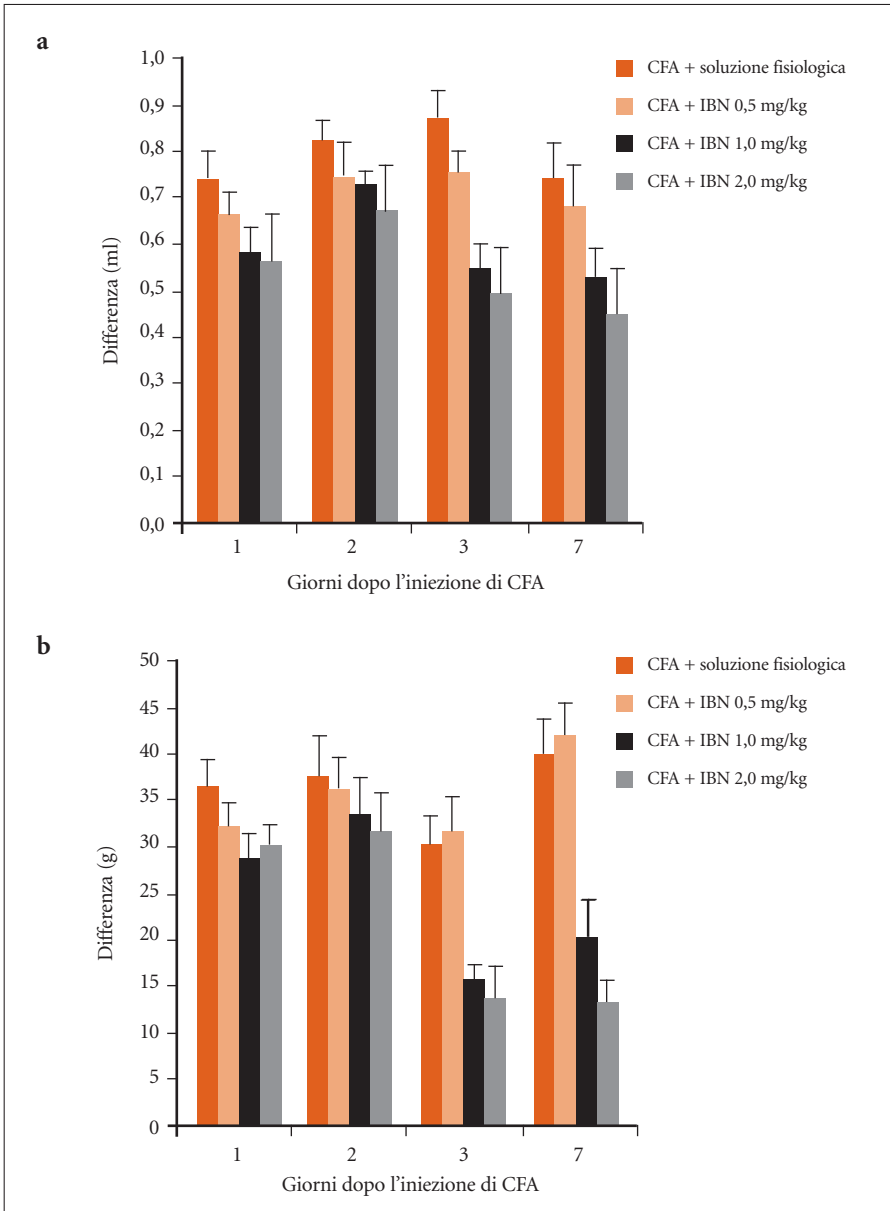 a
1,0
0,9
0,8
0,7
0,6
0,5
0,4
0,3
0,2
0,1
0,0
Differenza (ml)
CFA + soluzione fisiologica
CFA + IBN 0,5 mg/kg
CFA + IBN 1,0 mg/kg
CFA + IBN 2,0 mg/kg
1 2 3 7
Giorni dopo l'iniezione di CFA
b
50
45
40
35
30
25
20
15
10
5
0
Differenza (g)
CFA + soluzione fisiologica
CFA + IBN 0,5 mg/kg
CFA + IBN 1,0 mg/kg
CFA + IBN 2,0 mg/kg
1 2 3 7
Giorni dopo l'iniezione di CFA